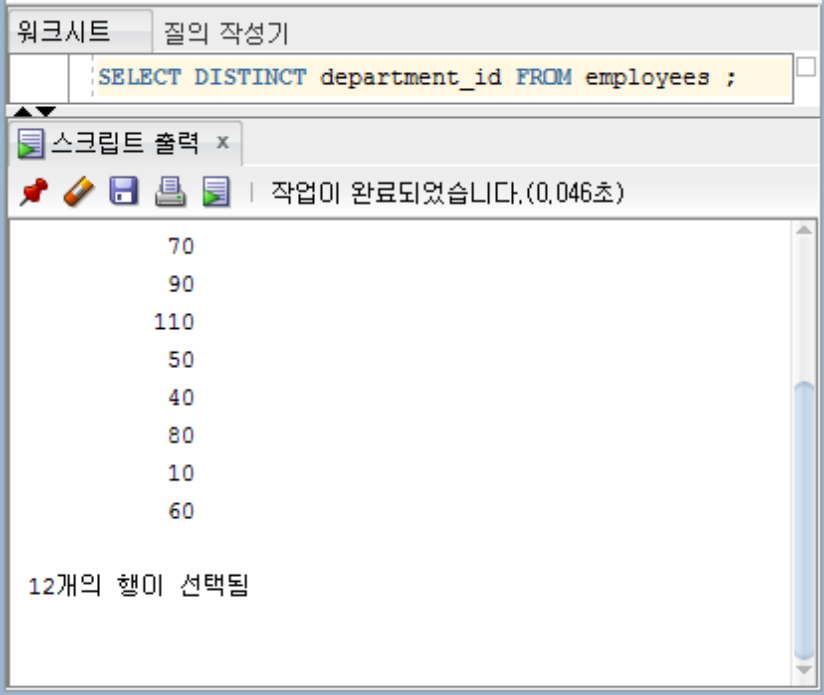 워크시트 질의 작성기
SELECT DISTINCT department_id FROM employees ;
스크립트 출력 x
작업이 완료되었습니다.(0.046초)
70
90
110
50
40
80
10
60
12개의 행이 선택됨